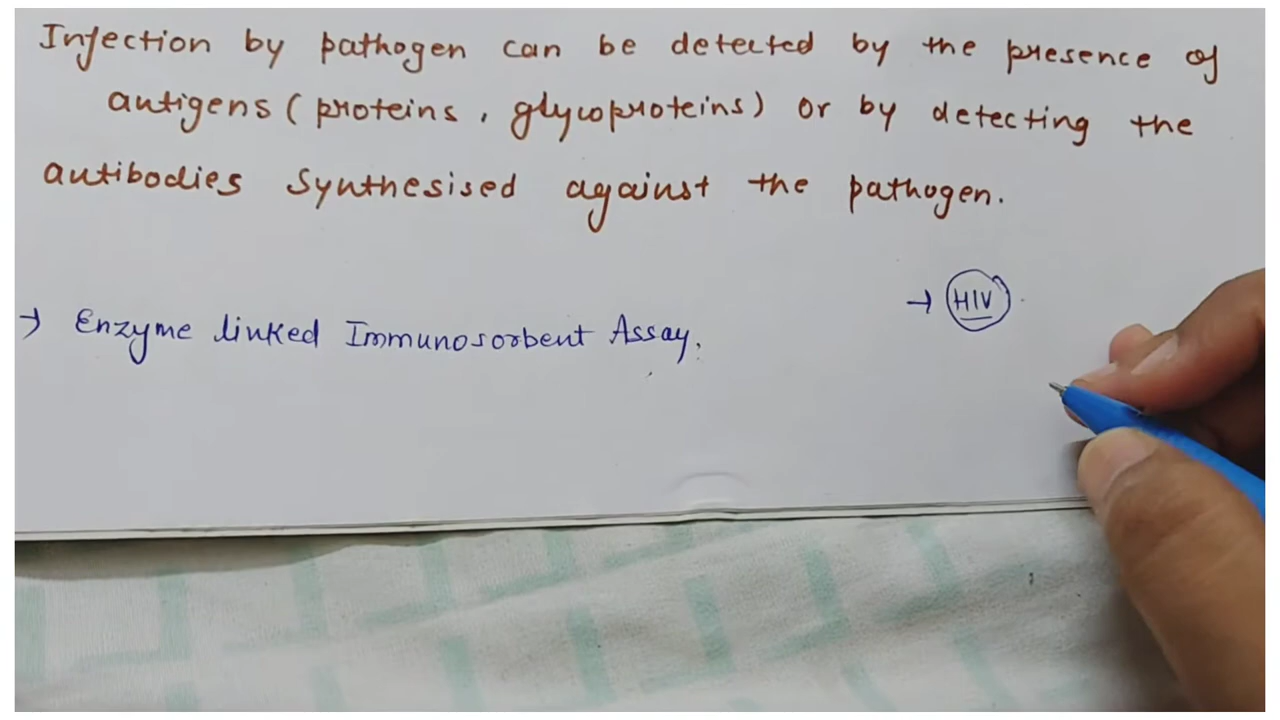 Infection by pathogen can be detected by the presence of
antigens (proteins, glycoproteins) or by detecting the
antibodies synthesised against the pathogen.
→ HIV
→ Enzyme linked Immunosorbent Assay.